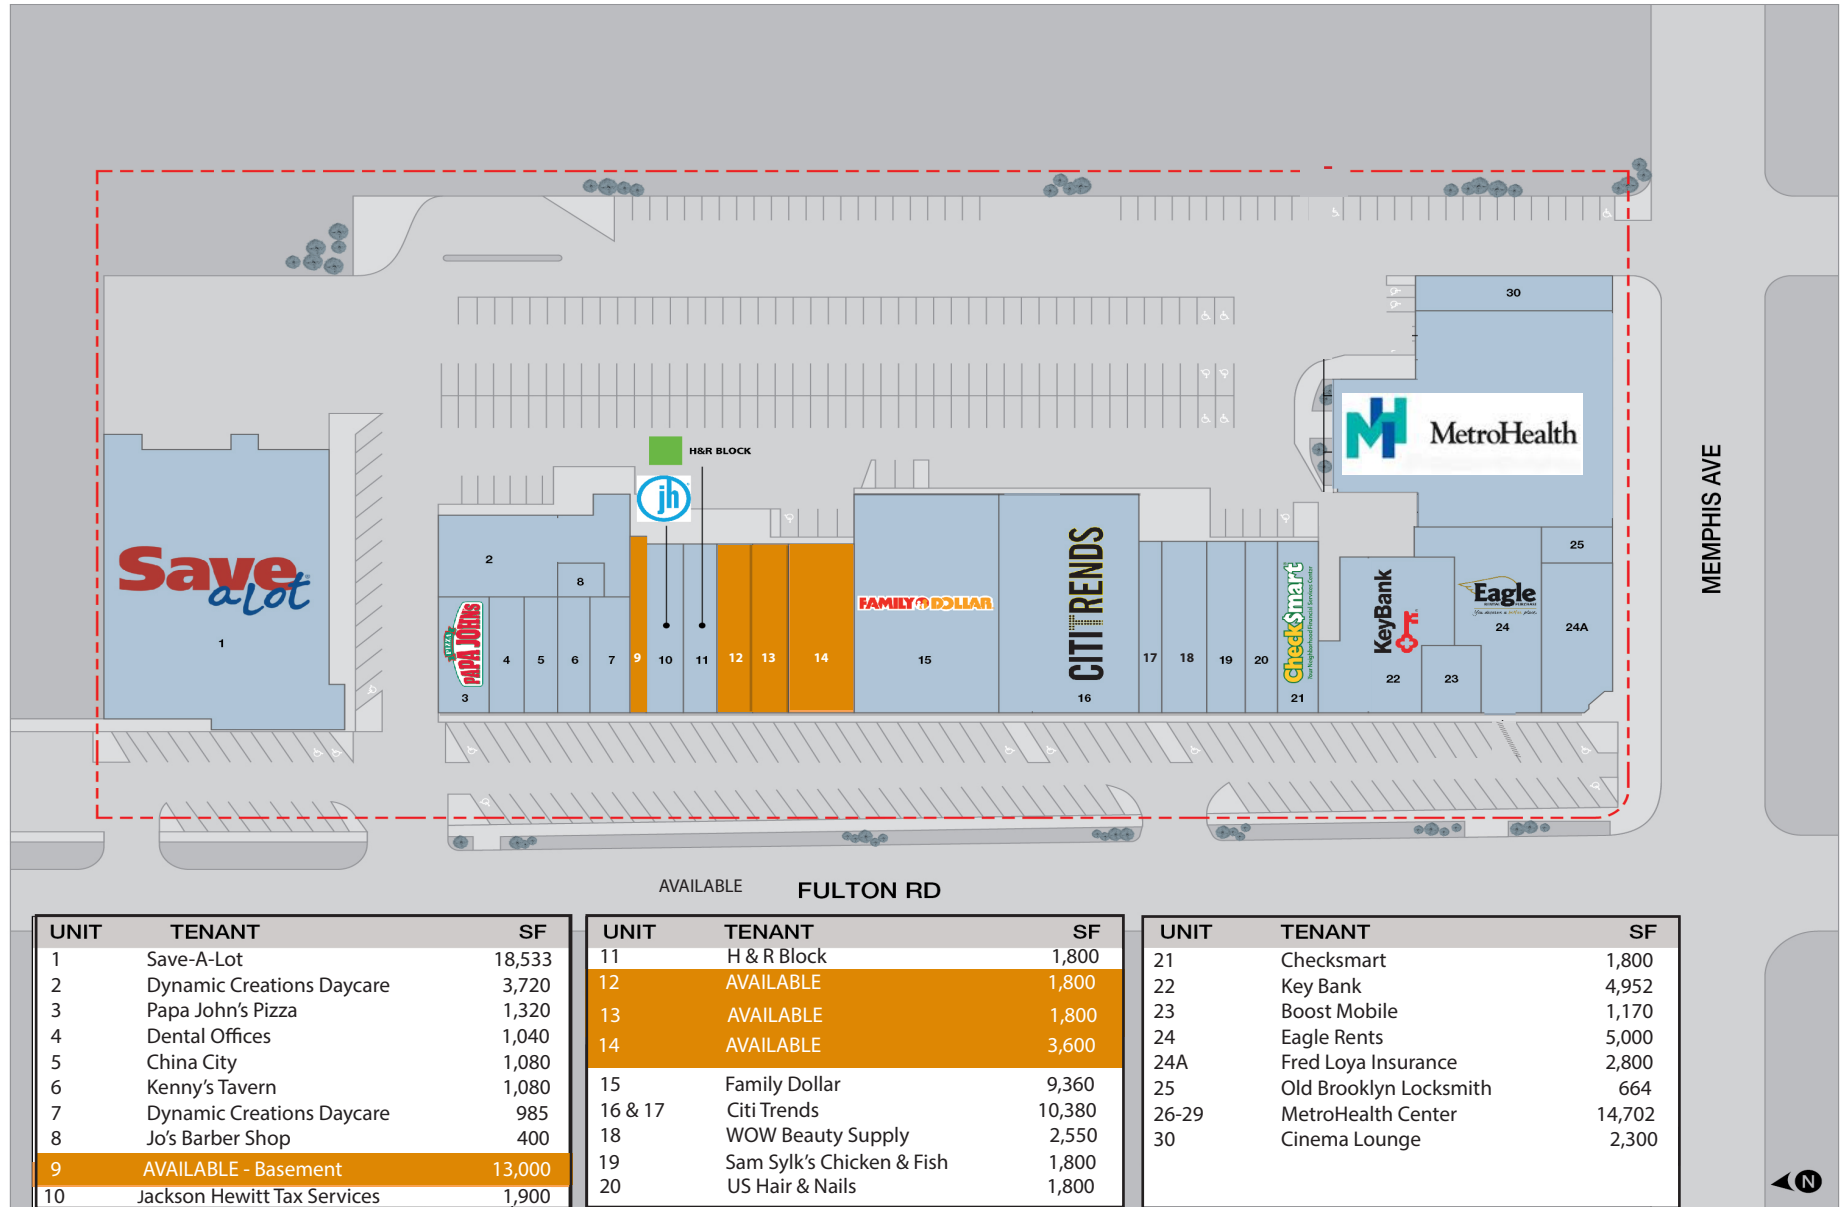 30
MetroHealth
MEMPHIS AVE
H&R BLOCK
jh
Save
a Lot
1
2
8
PIZZA
PAPA JOHNS
3
4
5
6
7
9
10
11
12
13
14
FAMILY DOLLAR
15
CITITRENDS
16
17
18
19
20
Check$mart
Your Neighborhood Financial Services Center
21
KeyBank
22
23
Eagle
24
25
24A
AVAILABLE
FULTON RD
UNIT TENANT SF
1 Save-A-Lot 18,533
2 Dynamic Creations Daycare 3,720
3 Papa John's Pizza 1,320
4 Dental Offices 1,040
5 China City 1,080
6 Kenny's Tavern 1,080
7 Dynamic Creations Daycare 985
8 Jo's Barber Shop 400
9 AVAILABLE - Basement 13,000
10 Jackson Hewitt Tax Services 1,900
UNIT TENANT SF
11 H & R Block 1,800
12 AVAILABLE 1,800
13 AVAILABLE 1,800
14 AVAILABLE 3,600
15 Family Dollar 9,360
16 & 17 Citi Trends 10,380
18 WOW Beauty Supply 2,550
19 Sam Sylk's Chicken & Fish 1,800
20 US Hair & Nails 1,800
UNIT TENANT SF
21 Checksmart 1,800
22 Key Bank 4,952
23 Boost Mobile 1,170
24 Eagle Rents 5,000
24A Fred Loya Insurance 2,800
25 Old Brooklyn Locksmith 664
26-29 MetroHealth Center 14,702
30 Cinema Lounge 2,300
N